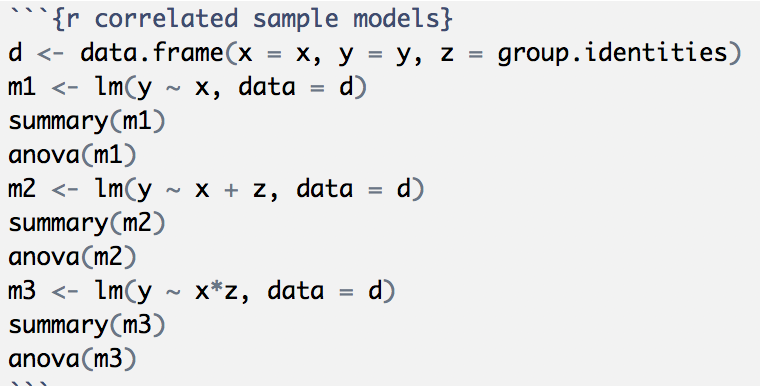 ```{r correlated sample models}
d <- data.frame(x = x, y = y, z = group.identities)
m1 <- lm(y ~ x, data = d)
summary(m1)
anova(m1)
m2 <- lm(y ~ x + z, data = d)
summary(m2)
anova(m2)
m3 <- lm(y ~ x*z, data = d)
summary(m3)
anova(m3)
```